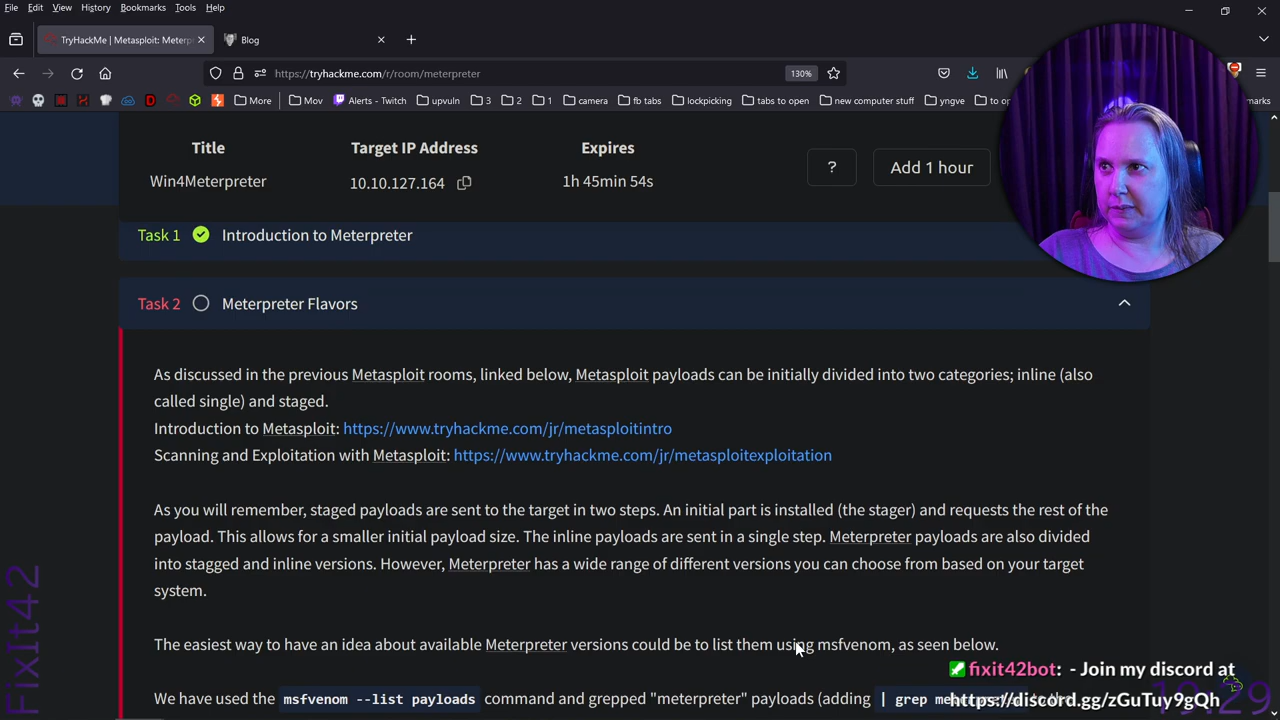 File Edit View History Bookmarks Tools Help
TryHackMe | Metasploit: Meterpr
Blog
https://tryhackme.com/r/room/meterpreter
130%
More
Mov
Alerts - Twitch
upvuln
3
2
1
camera
fb tabs
lockpicking
tabs to open
new computer stuff
yngve
to op
marks
Title
Target IP Address
Expires
Win4Meterpreter
10.10.127.164
1h 45min 54s
?
Add 1 hour
Task 1 Introduction to Meterpreter
Task 2 Meterpreter Flavors
As discussed in the previous Metasploit rooms, linked below, Metasploit payloads can be initially divided into two categories; inline (also
called single) and staged.
Introduction to Metasploit: https://www.tryhackme.com/jr/metasploitintro
Scanning and Exploitation with Metasploit: https://www.tryhackme.com/jr/metasploitexploitation
As you will remember, staged payloads are sent to the target in two steps. An initial part is installed (the stager) and requests the rest of the
payload. This allows for a smaller initial payload size. The inline payloads are sent in a single step. Meterpreter payloads are also divided
into stagged and inline versions. However, Meterpreter has a wide range of different versions you can choose from based on your target
system.
The easiest way to have an idea about available Meterpreter versions could be to list them using msfvenom, as seen below.
We have used the msfvenom --list payloads command and grepped "meterpreter" payloads (adding | grep me
fixit42bot: - Join my discord at
https://discord.gg/zGuTuy9gQh
FixIt42
19:29